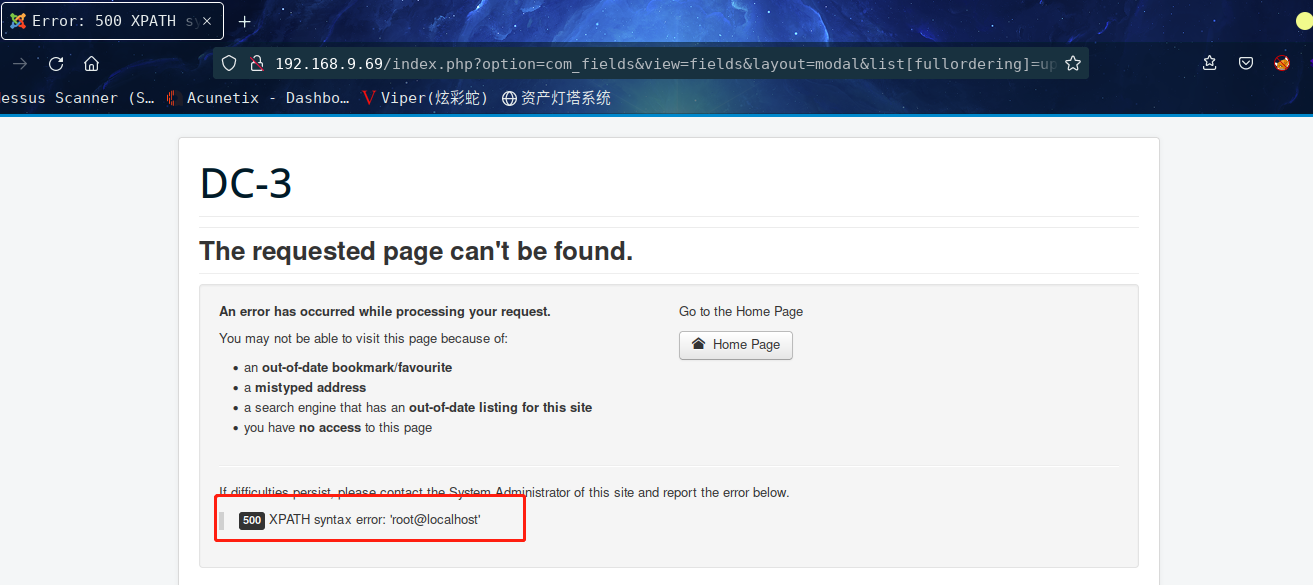 Error: 500 XPATH sy
192.168.9.69/index.php?option=com_fields&view=fields&layout=modal&list[fullordering]=up
essus Scanner (S… Acunetix - Dashbo… Viper(炫彩蛇) 资产灯塔系统
DC-3
The requested page can't be found.
An error has occurred while processing your request.
You may not be able to visit this page because of:
• an out-of-date bookmark/favourite
• a mistyped address
• a search engine that has an out-of-date listing for this site
• you have no access to this page
Go to the Home Page
Home Page
If difficulties persist, please contact the System Administrator of this site and report the error below.
500 XPATH syntax error: 'root@localhost'